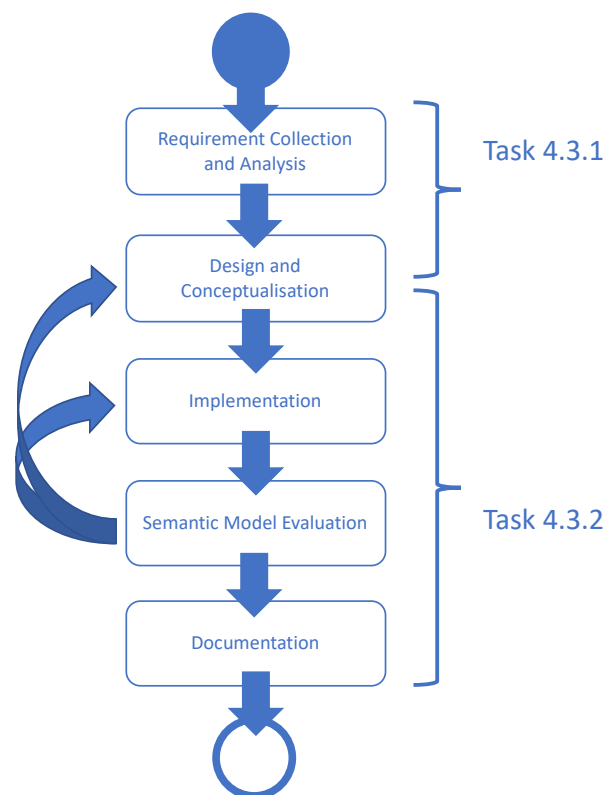 Requirement Collection
and Analysis
Task 4.3.1
Design and
Conceptualisation
Implementation
Semantic Model Evaluation
Task 4.3.2
Documentation